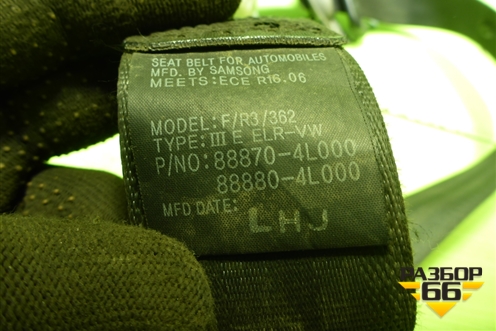 SEAT BELT FOR AUTOMOBILES
MFD. BY SAMSONG
MEETS:ECE R16.06
MODEL: F/R3/362
TYPE: III E ELR-VW
P/NO: 88870-4L000
88880-4L000
MFD DATE: LHJ
РАЗБОР
66